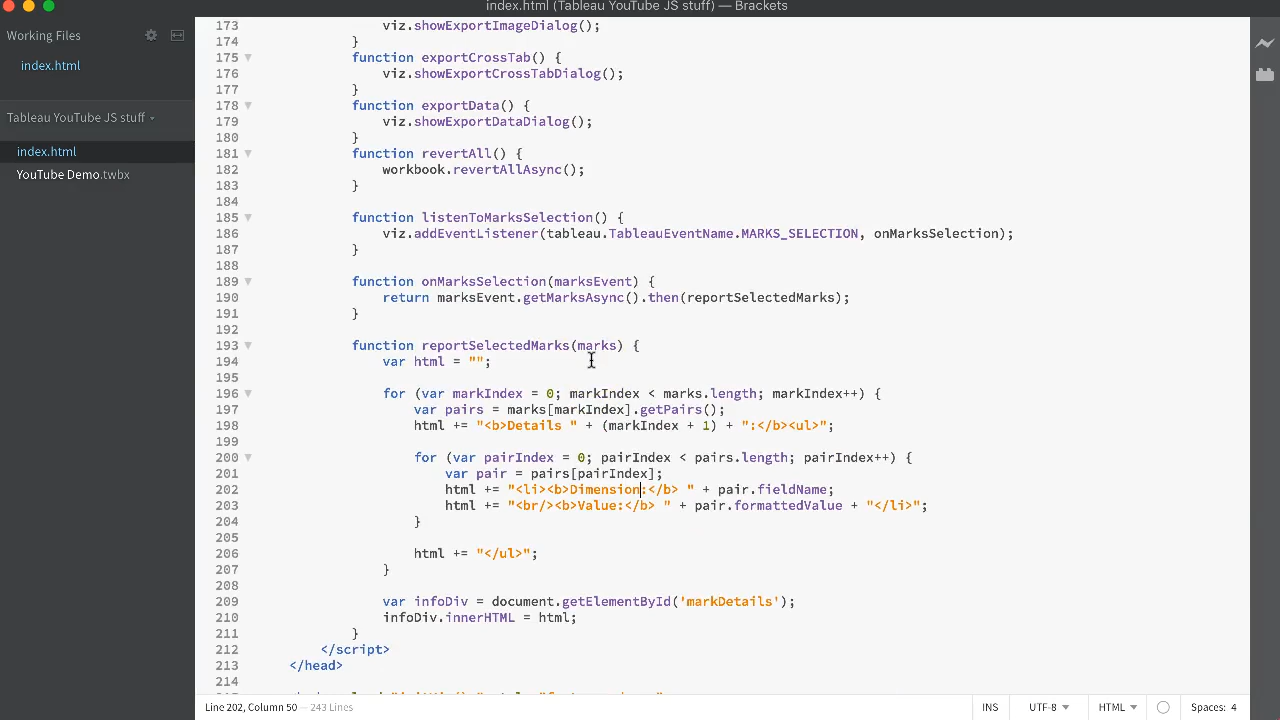 index.html (Tableau YouTube JS stuff) — Brackets
Working Files
index.html
Tableau YouTube JS stuff
index.html
YouTube Demo.twbx
173 viz.showExportImageDialog();
174 }
175 function exportCrossTab() {
176 viz.showExportCrossTabDialog();
177 }
178 function exportData() {
179 viz.showExportDataDialog();
180 }
181 function revertAll() {
182 workbook.revertAllAsync();
183 }
184
185 function listenToMarksSelection() {
186 viz.addEventListener(tableau.TableauEventName.MARKS_SELECTION, onMarksSelection);
187 }
188
189 function onMarksSelection(marksEvent) {
190 return marksEvent.getMarksAsync().then(reportSelectedMarks);
191 }
192
193 function reportSelectedMarks(marks) {
194 var html = "";
195
196 for (var markIndex = 0; markIndex < marks.length; markIndex++) {
197 var pairs = marks[markIndex].getPairs();
198 html += "<b>Details " + (markIndex + 1) + ":</b><ul>";
199
200 for (var pairIndex = 0; pairIndex < pairs.length; pairIndex++) {
201 var pair = pairs[pairIndex];
202 html += "<li><b>Dimension:</b> " + pair.fieldName;
203 html += "<br/><b>Value:</b> " + pair.formattedValue + "</li>";
204 }
205
206 html += "</ul>";
207 }
208
209 var infoDiv = document.getElementById('markDetails');
210 infoDiv.innerHTML = html;
211 }
212 </script>
213 </head>
214
Line 202, Column 50 — 243 Lines
INS
UTF-8
HTML
Spaces: 4